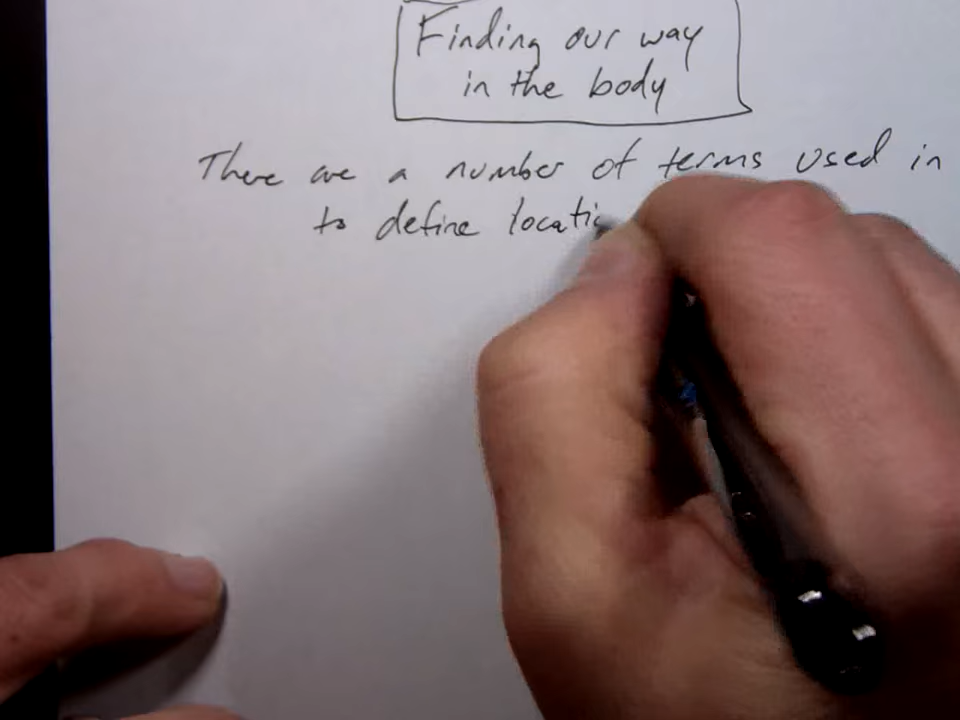 Finding our way
in the body
There are a number of terms used in
to define locati